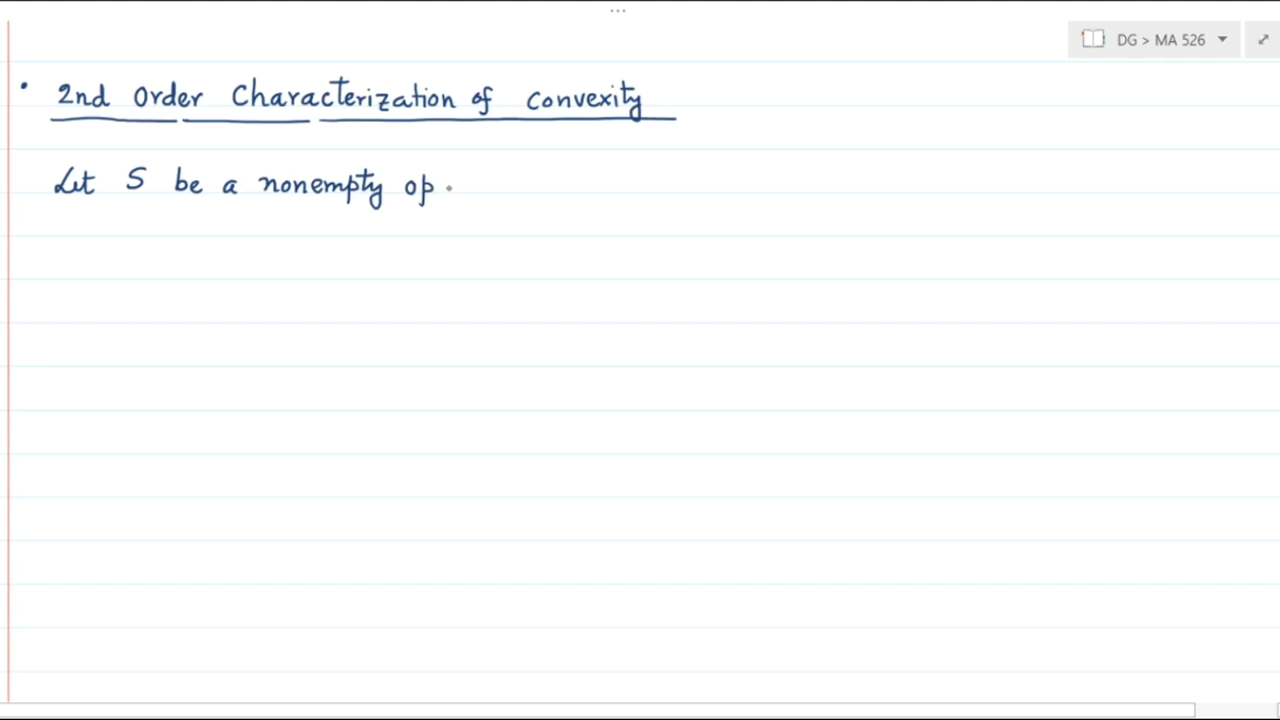 ...
DG > MA 526
• 2nd Order Characterization of convexity
Let S be a nonempty op